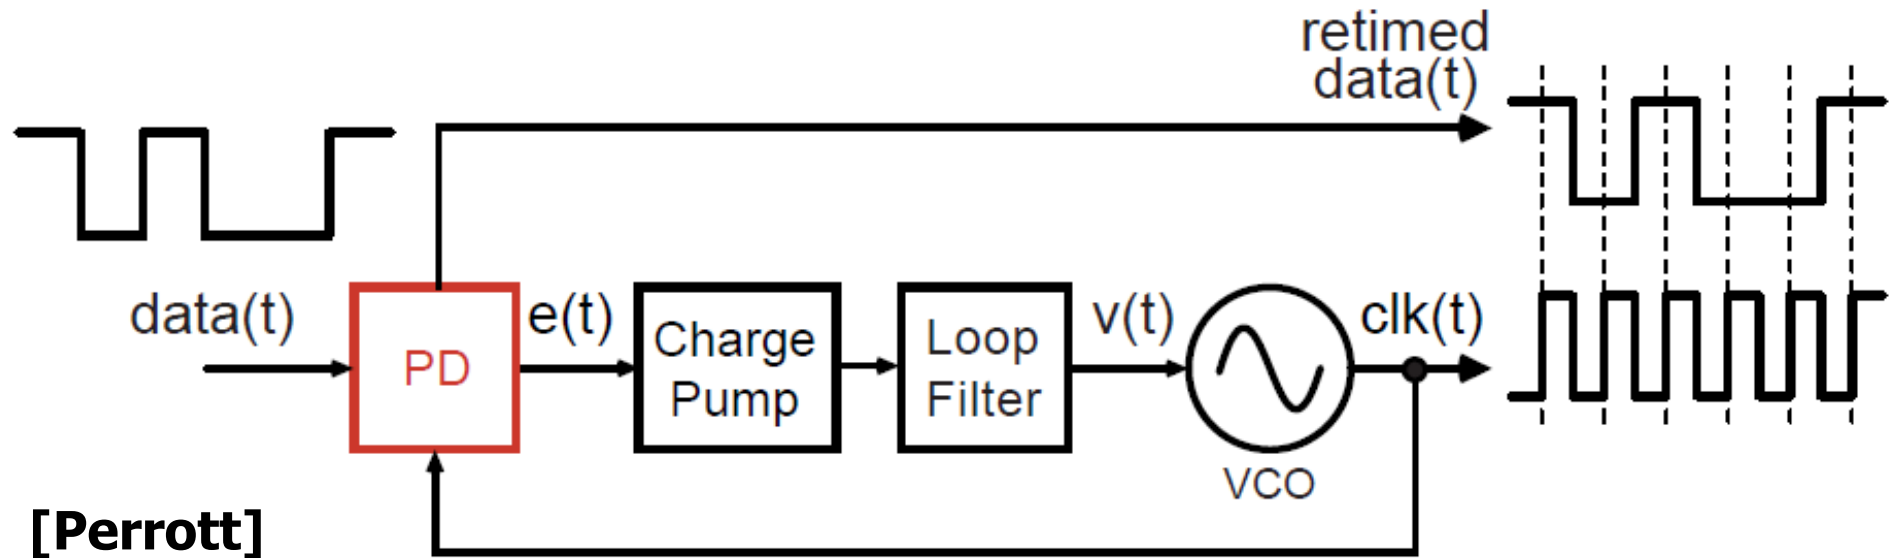 retimed
data(t)
data(t)
PD
e(t)
Charge
Pump
Loop
Filter
v(t)
VCO
clk(t)
[Perrott]